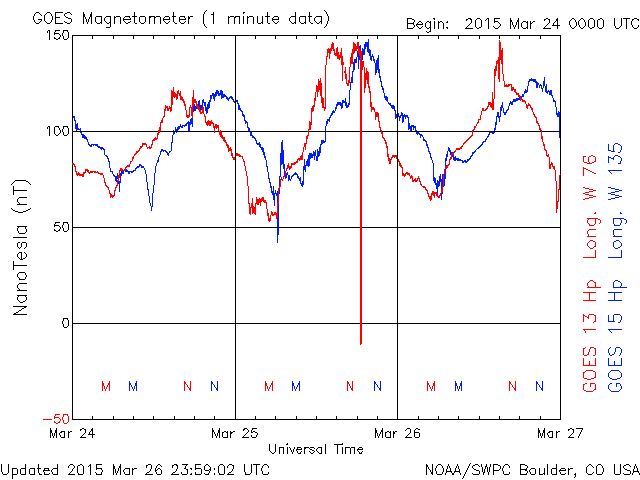 GOES Magnetometer (1 minute data)
Begin: 2015 Mar 24 0000 UTC
150
100
50
0
-50
NanoTesla (nT)
M M N N M M N N M M N N
Mar 24 Mar 25 Mar 26 Mar 27
Universal Time
GOES 13 Hp Long. W 76
GOES 15 Hp Long. W 135
Updated 2015 Mar 26 23:59:02 UTC
NOAA/SWPC Boulder, CO USA